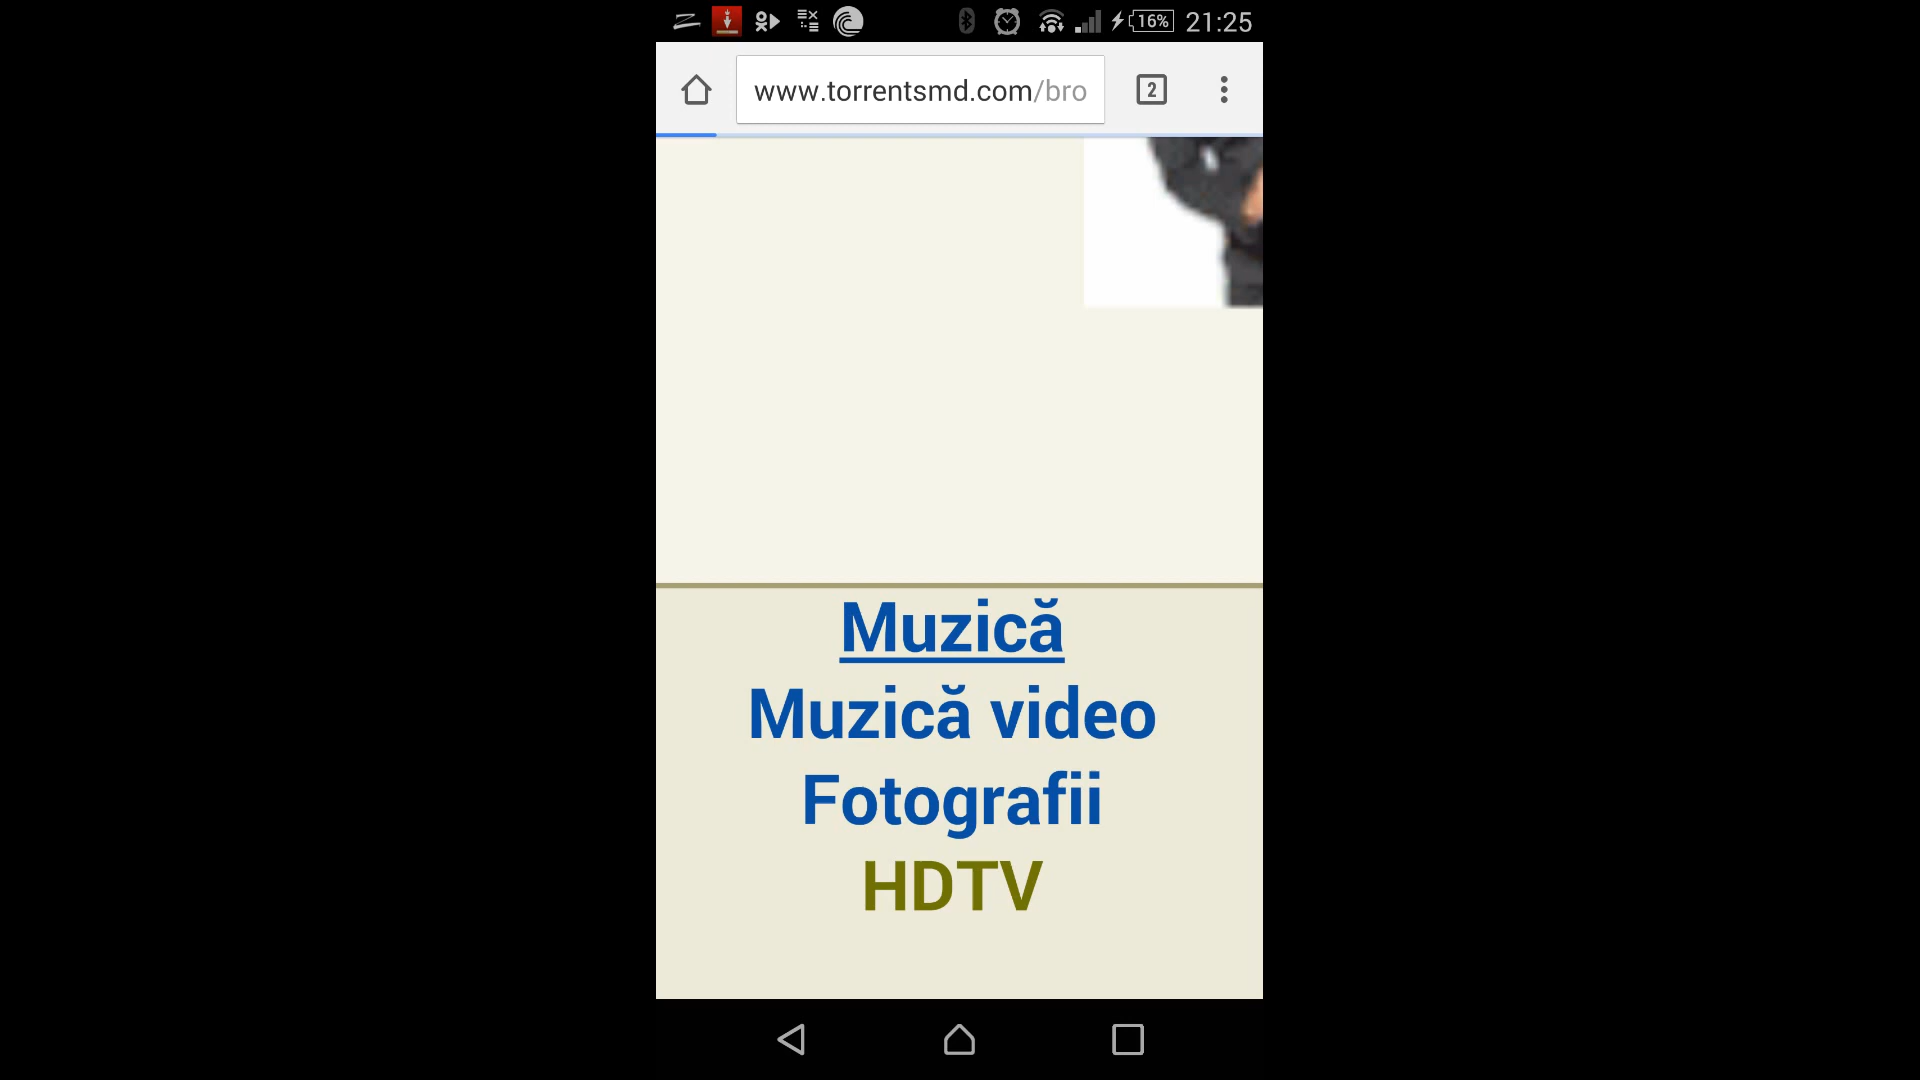 16% 21:25
www.torrentsmd.com/bro
2
Muzică
Muzică video
Fotografii
HDTV